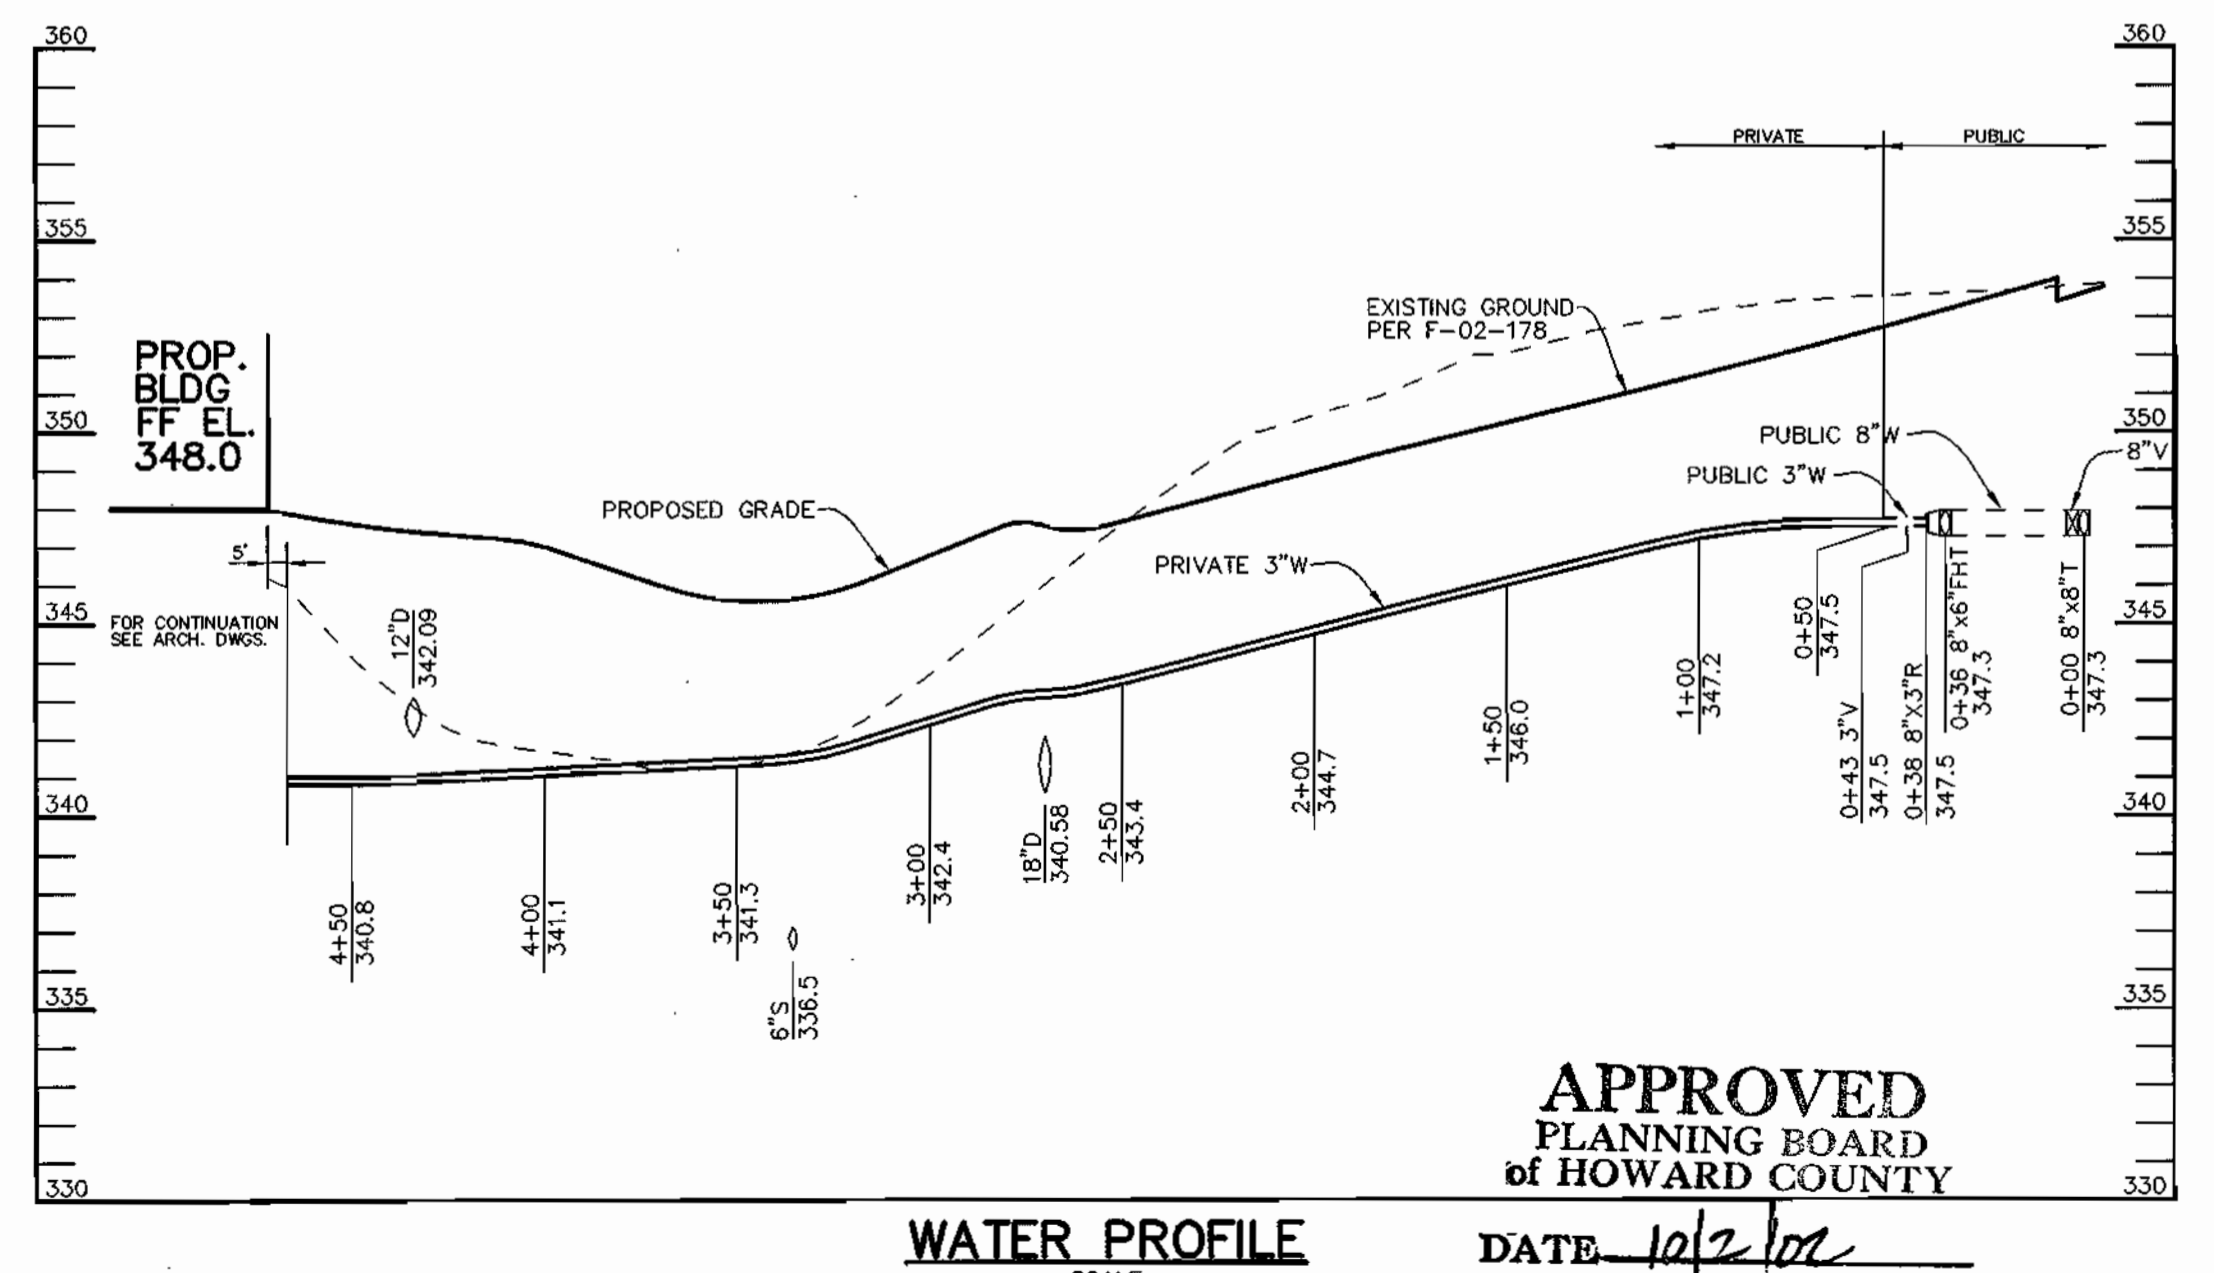 360
360
PRIVATE
PUBLIC
355
355
EXISTING GROUND
PER F-02-178
PROP.
BLDG
FF EL.
348.0
350
350
PUBLIC 8"W
8"V
PUBLIC 3"W
PROPOSED GRADE
5'
PRIVATE 3"W
345
345
FOR CONTINUATION
SEE ARCH. DWGS.
12"D
342.09
0+50
347.5
0+36 8"x6"FHT
347.3
0+00 8"x8"T
347.3
1+00
347.2
0+43 3"V
347.5
0+38 8"X3"R
347.5
1+50
346.0
2+00
344.7
340
340
2+50
343.4
18"D
340.58
3+00
342.4
3+50
341.3
4+00
341.1
4+50
340.8
6"S
336.5
335
335
APPROVED
PLANNING BOARD
of HOWARD COUNTY
330
330
WATER PROFILE
DATE 10/2/02